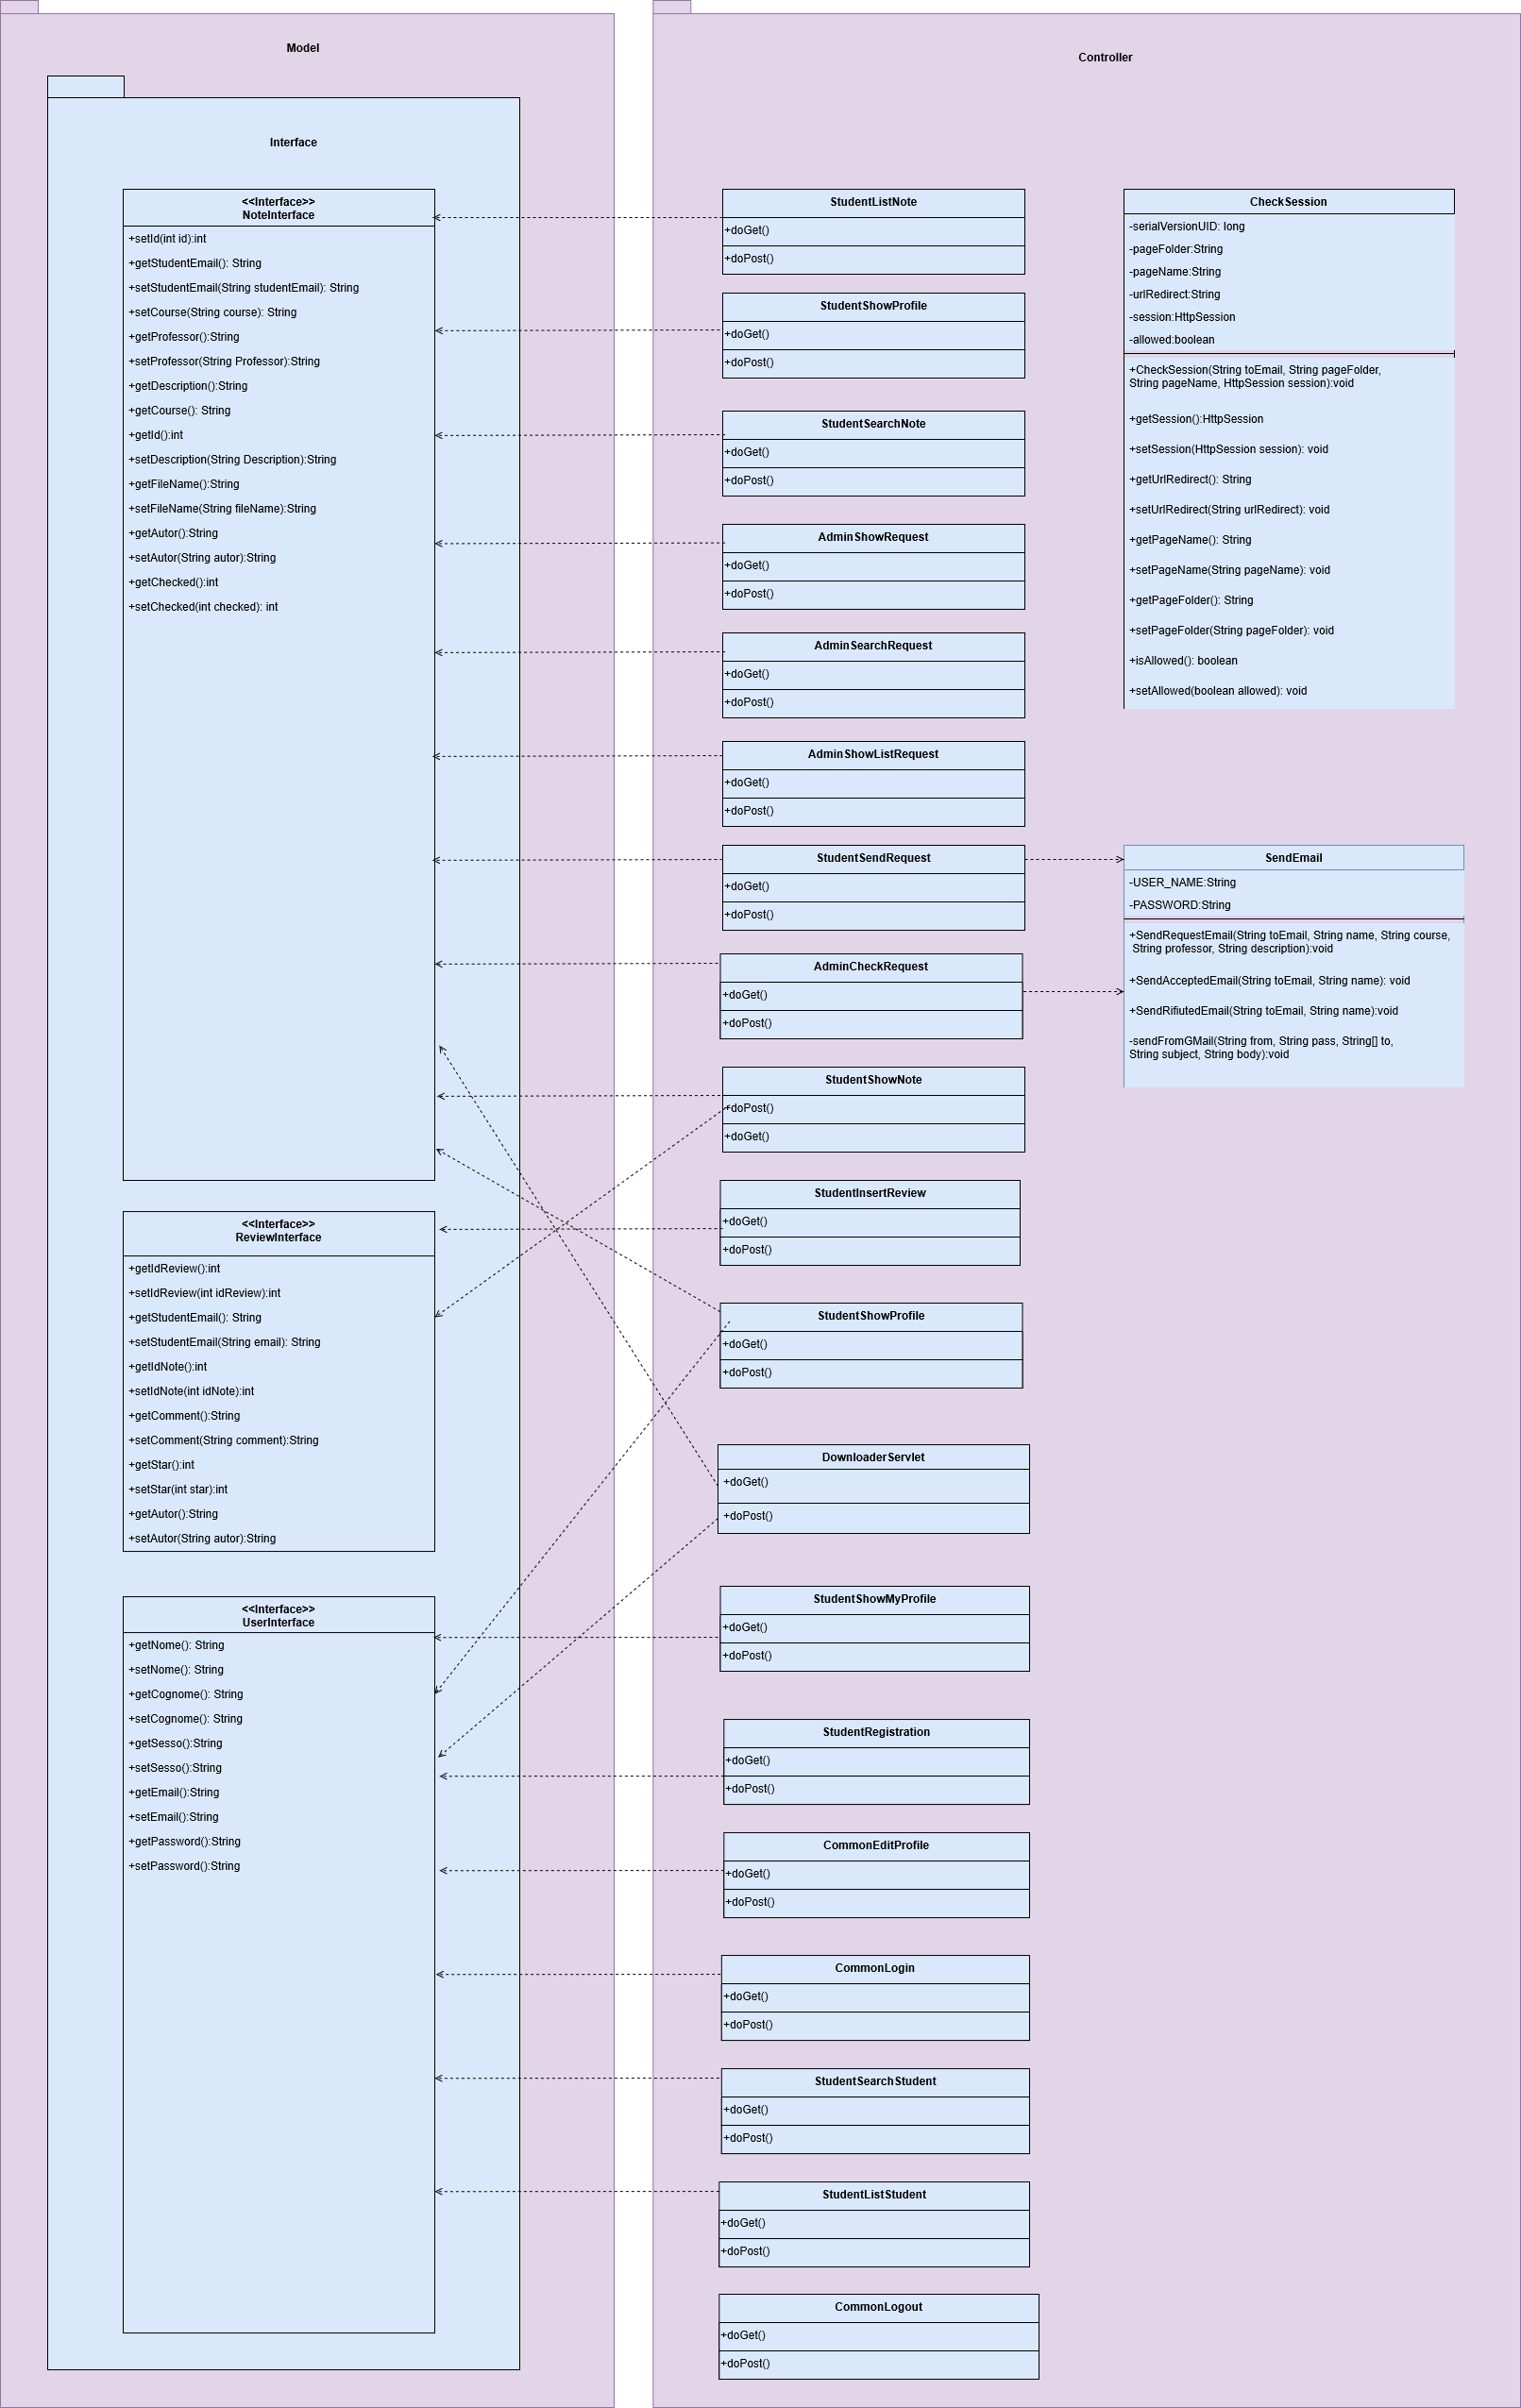 Model
Interface
<<Interface>>
NoteInterface
+setId(int id):int
+getStudentEmail(): String
+setStudentEmail(String studentEmail): String
+setCourse(String course): String
+getProfessor():String
+setProfessor(String Professor):String
+getDescription():String
+getCourse(): String
+getId():int
+setDescription(String Description):String
+getFileName():String
+setFileName(String fileName):String
+getAutor():String
+setAutor(String autor):String
+getChecked():int
+setChecked(int checked): int
<<Interface>>
ReviewInterface
+getIdReview():int
+setIdReview(int idReview):int
+getStudentEmail(): String
+setStudentEmail(String email): String
+getIdNote():int
+setIdNote(int idNote):int
+getComment():String
+setComment(String comment):String
+getStar():int
+setStar(int star):int
+getAutor():String
+setAutor(String autor):String
<<Interface>>
UserInterface
+getNome(): String
+setNome(): String
+getCognome(): String
+setCognome(): String
+getSesso():String
+setSesso():String
+getEmail():String
+setEmail():String
+getPassword():String
+setPassword():String
Controller
StudentListNote
+doGet()
+doPost()
StudentShowProfile
+doGet()
+doPost()
StudentSearchNote
+doGet()
+doPost()
AdminShowRequest
+doGet()
+doPost()
AdminSearchRequest
+doGet()
+doPost()
AdminShowListRequest
+doGet()
+doPost()
StudentSendRequest
+doGet()
+doPost()
AdminCheckRequest
+doGet()
+doPost()
StudentShowNote
+doPost()
+doGet()
StudentInsertReview
+doGet()
+doPost()
StudentShowProfile
+doGet()
+doPost()
DownloaderServlet
+doGet()
+doPost()
StudentShowMyProfile
+doGet()
+doPost()
StudentRegistration
+doGet()
+doPost()
CommonEditProfile
+doGet()
+doPost()
CommonLogin
+doGet()
+doPost()
StudentSearchStudent
+doGet()
+doPost()
StudentListStudent
+doGet()
+doPost()
CommonLogout
+doGet()
+doPost()
CheckSession
-serialVersionUID: long
-pageFolder:String
-pageName:String
-urlRedirect:String
-session:HttpSession
-allowed:boolean
+CheckSession(String toEmail, String pageFolder,
String pageName, HttpSession session):void
+getSession():HttpSession
+setSession(HttpSession session): void
+getUrlRedirect(): String
+setUrlRedirect(String urlRedirect): void
+getPageName(): String
+setPageName(String pageName): void
+getPageFolder(): String
+setPageFolder(String pageFolder): void
+isAllowed(): boolean
+setAllowed(boolean allowed): void
SendEmail
-USER_NAME:String
-PASSWORD:String
+SendRequestEmail(String toEmail, String name, String course,
String professor, String description):void
+SendAcceptedEmail(String toEmail, String name): void
+SendRifiutedEmail(String toEmail, String name):void
-sendFromGMail(String from, String pass, String[] to,
String subject, String body):void